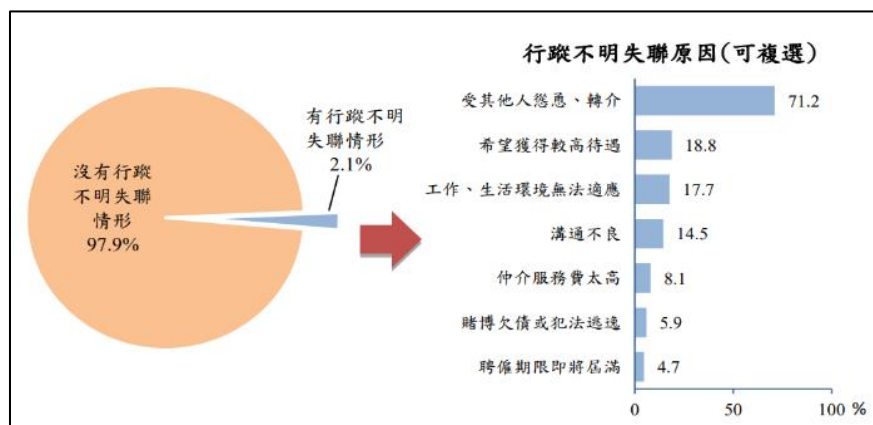 沒有行蹤
不明失聯
情形
97.9%
有行蹤不明
失聯情形
2.1%
行蹤不明失聯原因(可複選)
受其他人慫恿、轉介
71.2
希望獲得較高待遇
18.8
工作、生活環境無法適應
17.7
溝通不良
14.5
仲介服務費太高
8.1
賭博欠債或犯法逃逸
5.9
聘僱期限即將屆滿
4.7
0
50
100 %